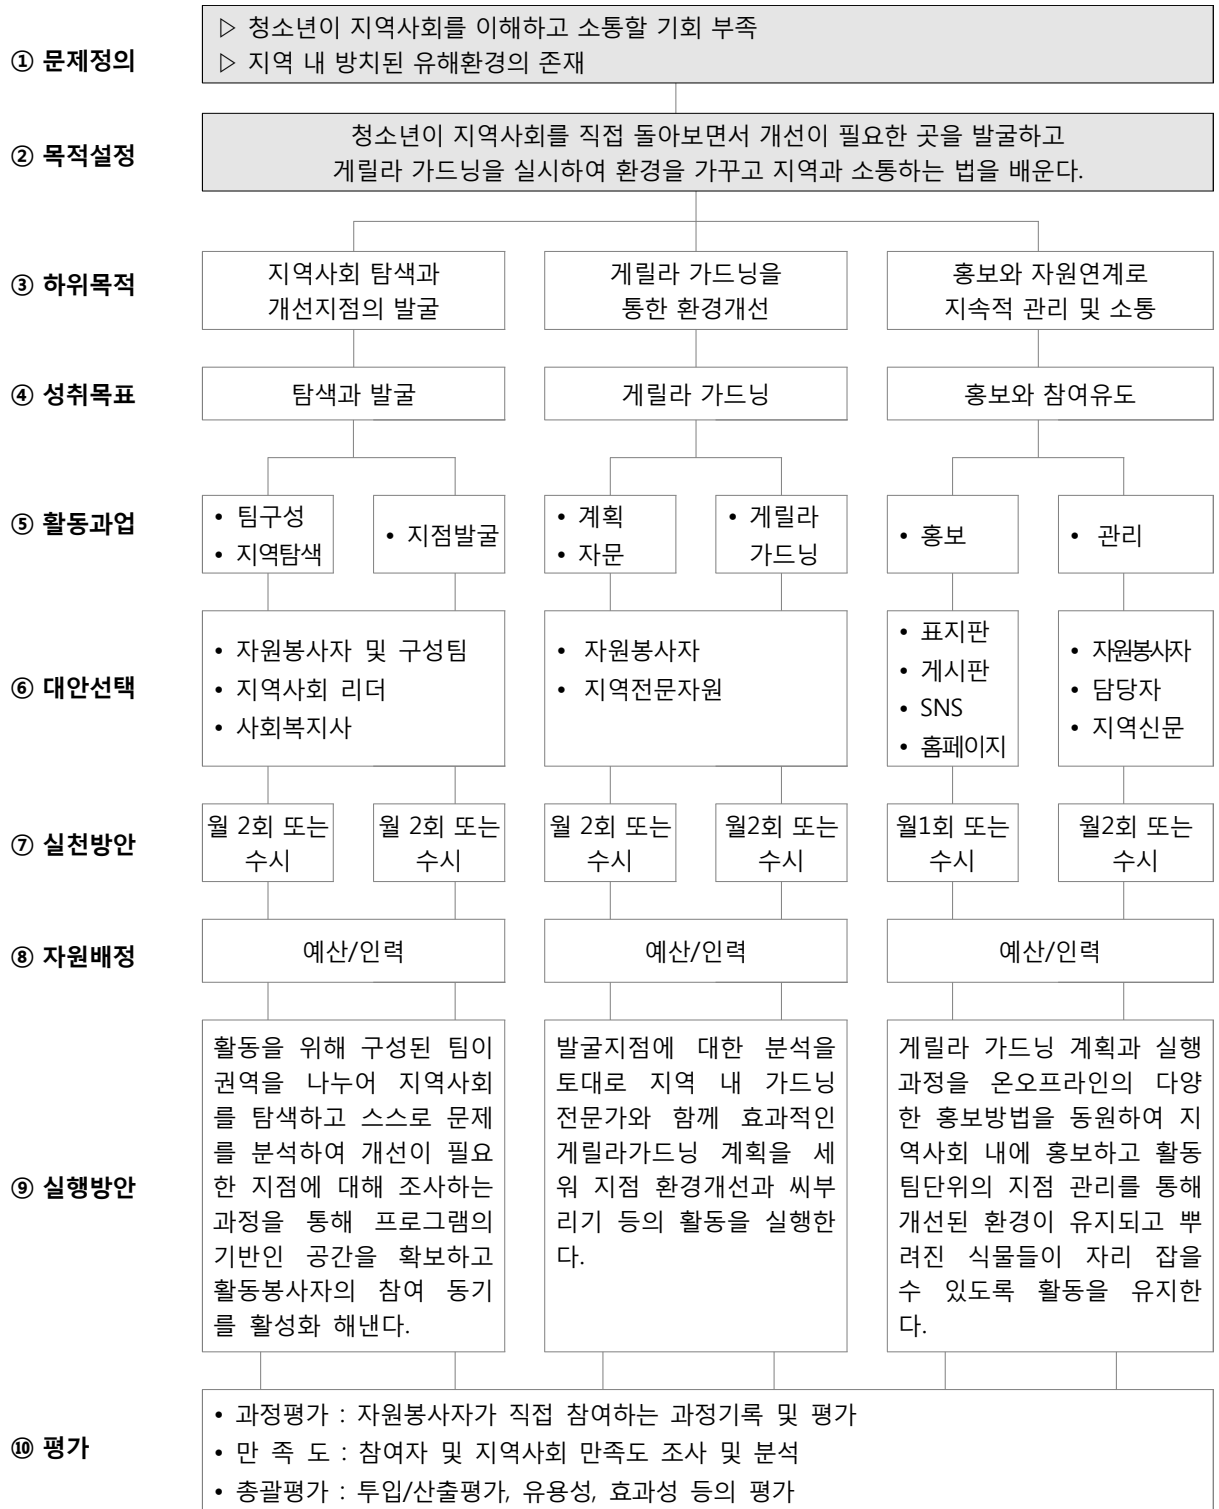 ① 문제정의
▷ 청소년이 지역사회를 이해하고 소통할 기회 부족
▷ 지역 내 방치된 유해환경의 존재
② 목적설정
청소년이 지역사회를 직접 돌아보면서 개선이 필요한 곳을 발굴하고
게릴라 가드닝을 실시하여 환경을 가꾸고 지역과 소통하는 법을 배운다.
③ 하위목적
지역사회 탐색과
개선지점의 발굴
게릴라 가드닝을
통한 환경개선
홍보와 자원연계로
지속적 관리 및 소통
④ 성취목표
탐색과 발굴
게릴라 가드닝
홍보와 참여유도
⑤ 활동과업
• 팀구성
• 지역탐색
• 지점발굴
• 계획
• 자문
• 게릴라
가드닝
• 홍보
• 관리
⑥ 대안선택
• 자원봉사자 및 구성팀
• 지역사회 리더
• 사회복지사
• 자원봉사자
• 지역전문자원
• 표지판
• 게시판
• SNS
• 홈페이지
• 자원봉사자
• 담당자
• 지역신문
⑦ 실천방안
월 2회 또는
수시
월 2회 또는
수시
월 2회 또는
수시
월2회 또는
수시
월1회 또는
수시
월2회 또는
수시
⑧ 자원배정
예산/인력
예산/인력
예산/인력
⑨ 실행방안
활동을 위해 구성된 팀이
권역을 나누어 지역사회
를 탐색하고 스스로 문제
를 분석하여 개선이 필요
한 지점에 대해 조사하는
과정을 통해 프로그램의
기반인 공간을 확보하고
활동봉사자의 참여 동기
를 활성화 해낸다.
발굴지점에 대한 분석을
토대로 지역 내 가드닝
전문가와 함께 효과적인
게릴라가드닝 계획을 세
워 지점 환경개선과 씨부
리기 등의 활동을 실행한
다.
게릴라 가드닝 계획과 실행
과정을 온오프라인의 다양
한 홍보방법을 동원하여 지
역사회 내에 홍보하고 활동
팀단위의 지점 관리를 통해
개선된 환경이 유지되고 뿌
려진 식물들이 자리 잡을
수 있도록 활동을 유지한
다.
⑩ 평가
• 과정평가 : 자원봉사자가 직접 참여하는 과정기록 및 평가
• 만 족 도 : 참여자 및 지역사회 만족도 조사 및 분석
• 총괄평가 : 투입/산출평가, 유용성, 효과성 등의 평가